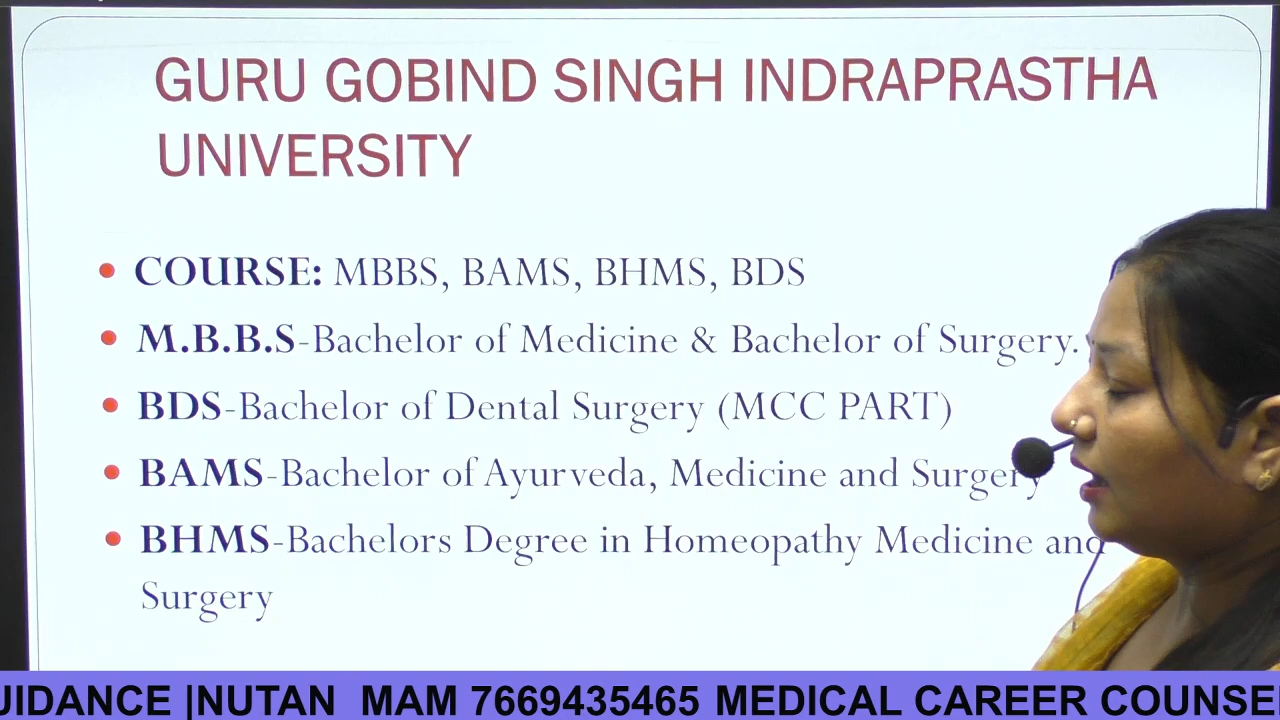 GURU GOBIND SINGH INDRAPRASTHA
UNIVERSITY
• COURSE: MBBS, BAMS, BHMS, BDS
• M.B.B.S-Bachelor of Medicine & Bachelor of Surgery.
• BDS-Bachelor of Dental Surgery (MCC PART)
• BAMS-Bachelor of Ayurveda, Medicine and Surgery
• BHMS-Bachelors Degree in Homeopathy Medicine and
Surgery
UIDANCE |NUTAN MAM 7669435465 MEDICAL CAREER COUNSE